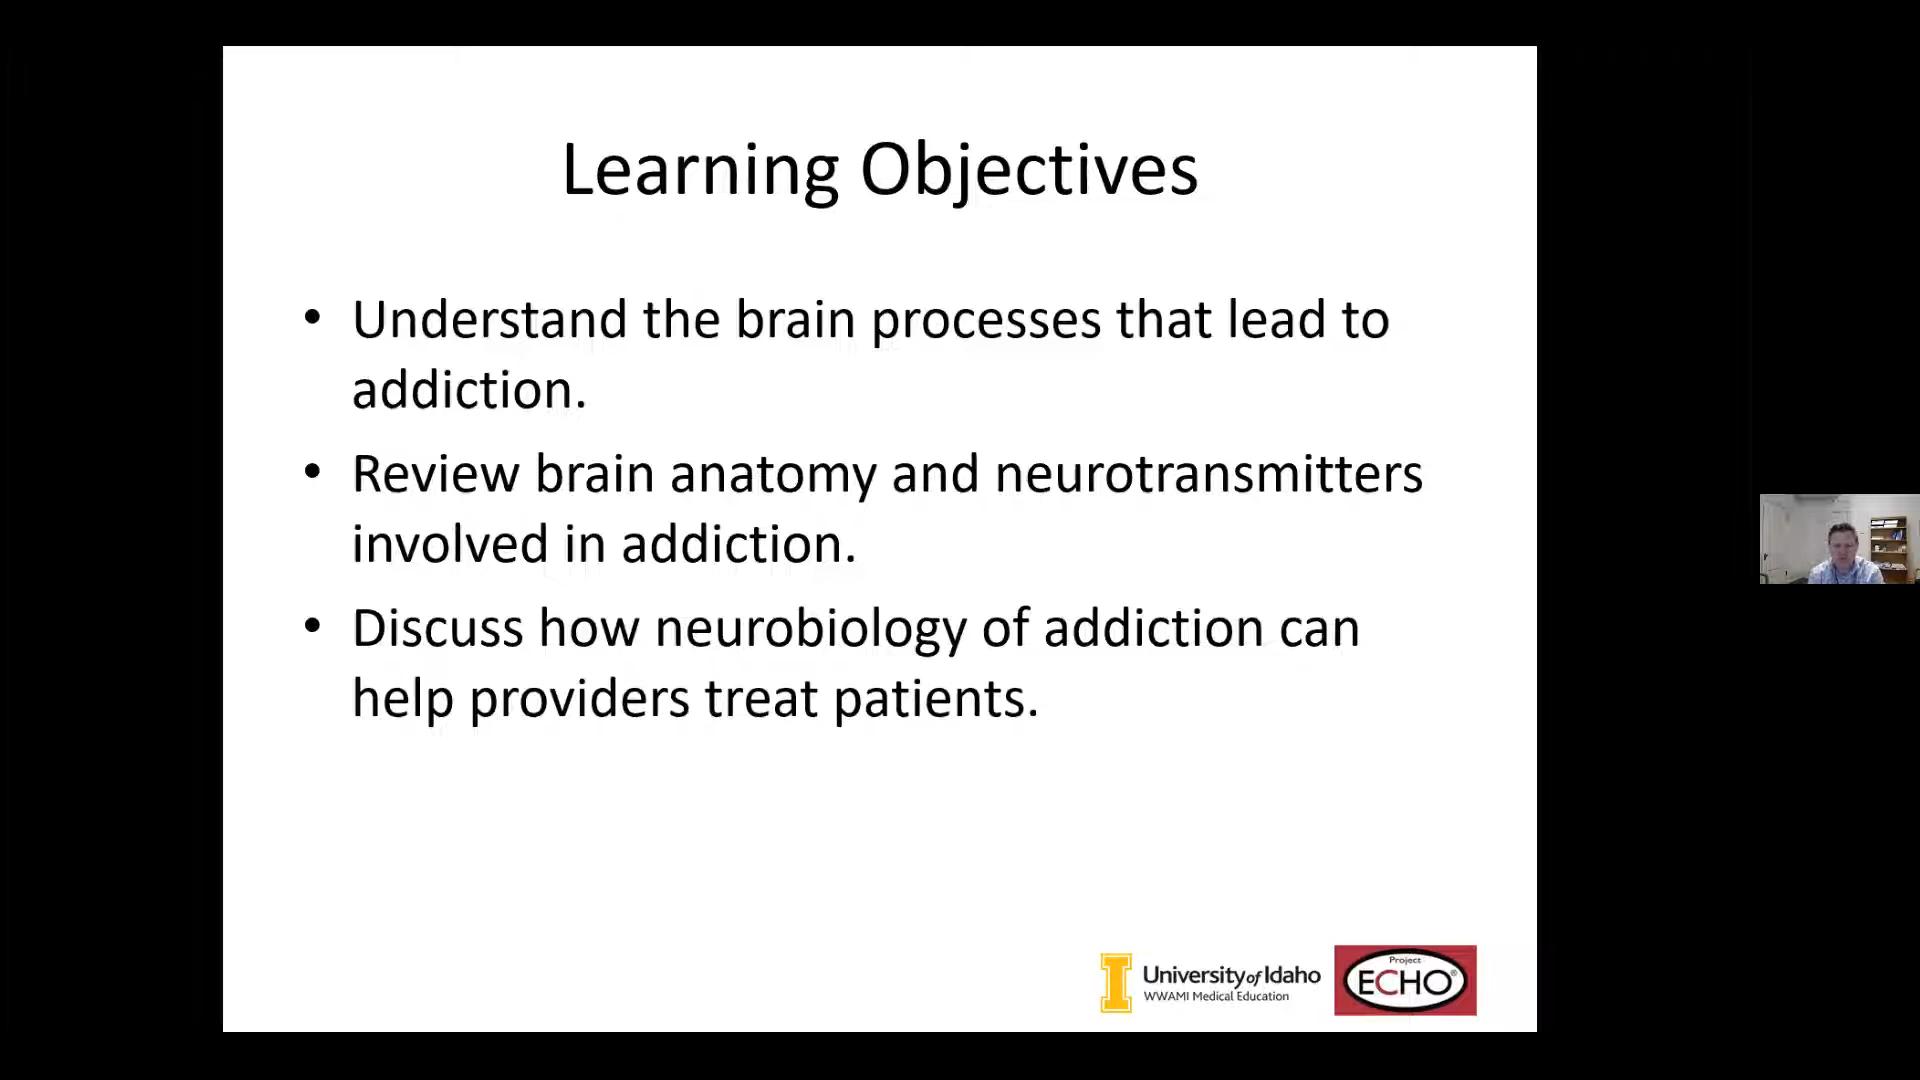 Learning Objectives
• Understand the brain processes that lead to
addiction.
• Review brain anatomy and neurotransmitters
involved in addiction.
• Discuss how neurobiology of addiction can
help providers treat patients.
University of Idaho
WWAMI Medical Education
Project
ECHO®